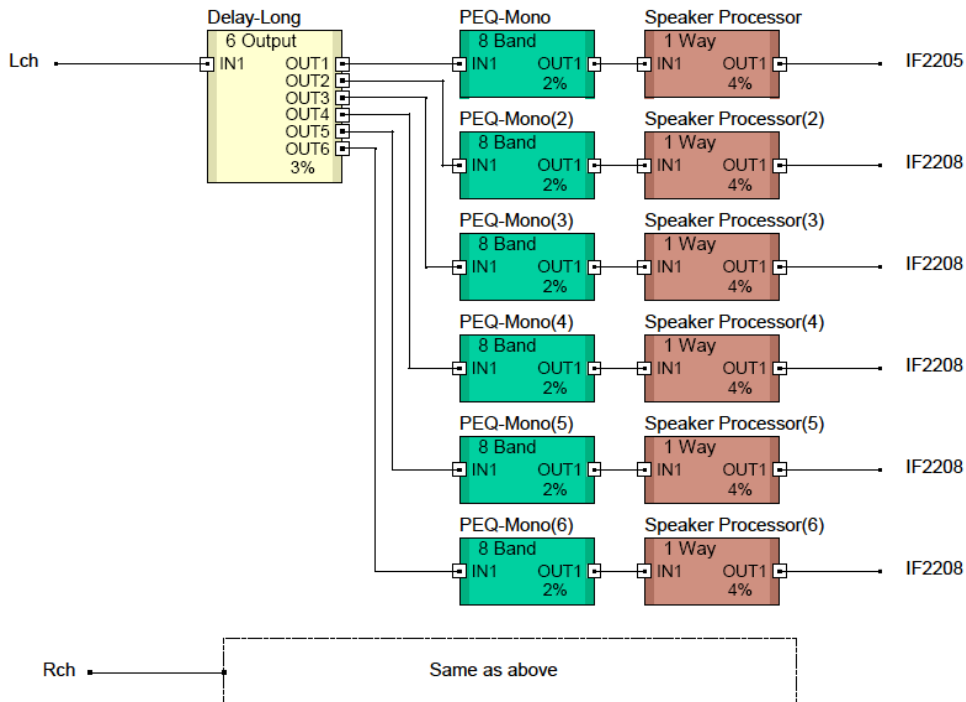 Delay-Long
PEQ-Mono
Speaker Processor
Lch
6 Output
IN1 OUT1
OUT2
OUT3
OUT4
OUT5
OUT6
3%
8 Band
IN1 OUT1
2%
1 Way
IN1 OUT1
4%
IF2205
PEQ-Mono(2)
Speaker Processor(2)
8 Band
IN1 OUT1
2%
1 Way
IN1 OUT1
4%
IF2208
PEQ-Mono(3)
Speaker Processor(3)
8 Band
IN1 OUT1
2%
1 Way
IN1 OUT1
4%
IF2208
PEQ-Mono(4)
Speaker Processor(4)
8 Band
IN1 OUT1
2%
1 Way
IN1 OUT1
4%
IF2208
PEQ-Mono(5)
Speaker Processor(5)
8 Band
IN1 OUT1
2%
1 Way
IN1 OUT1
4%
IF2208
PEQ-Mono(6)
Speaker Processor(6)
8 Band
IN1 OUT1
2%
1 Way
IN1 OUT1
4%
IF2208
Rch
Same as above